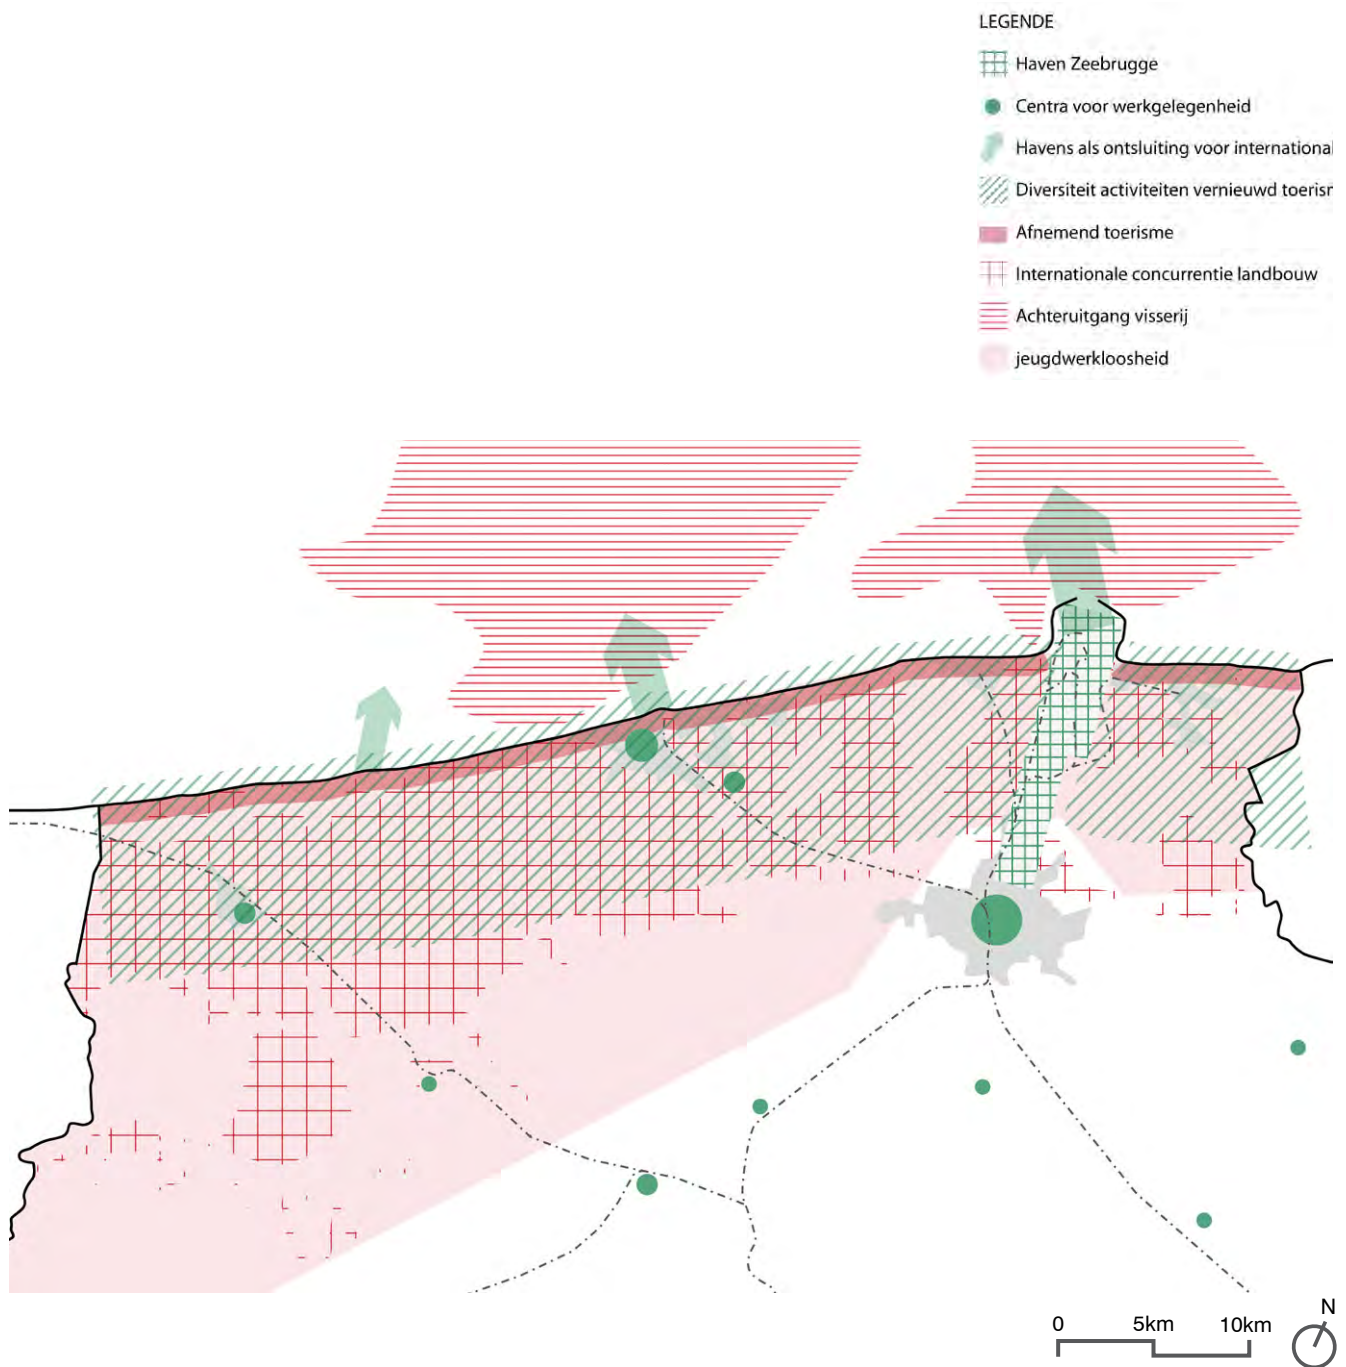 LEGENDE
Haven Zeebrugge
Centra voor werkgelegenheid
Havens als ontsluiting voor international
Diversiteit activiteiten vernieuwd toerism
Afnemend toerisme
Internationale concurrentie landbouw
Achteruitgang visserij
jeugdwerkloosheid
N
0 5km 10km